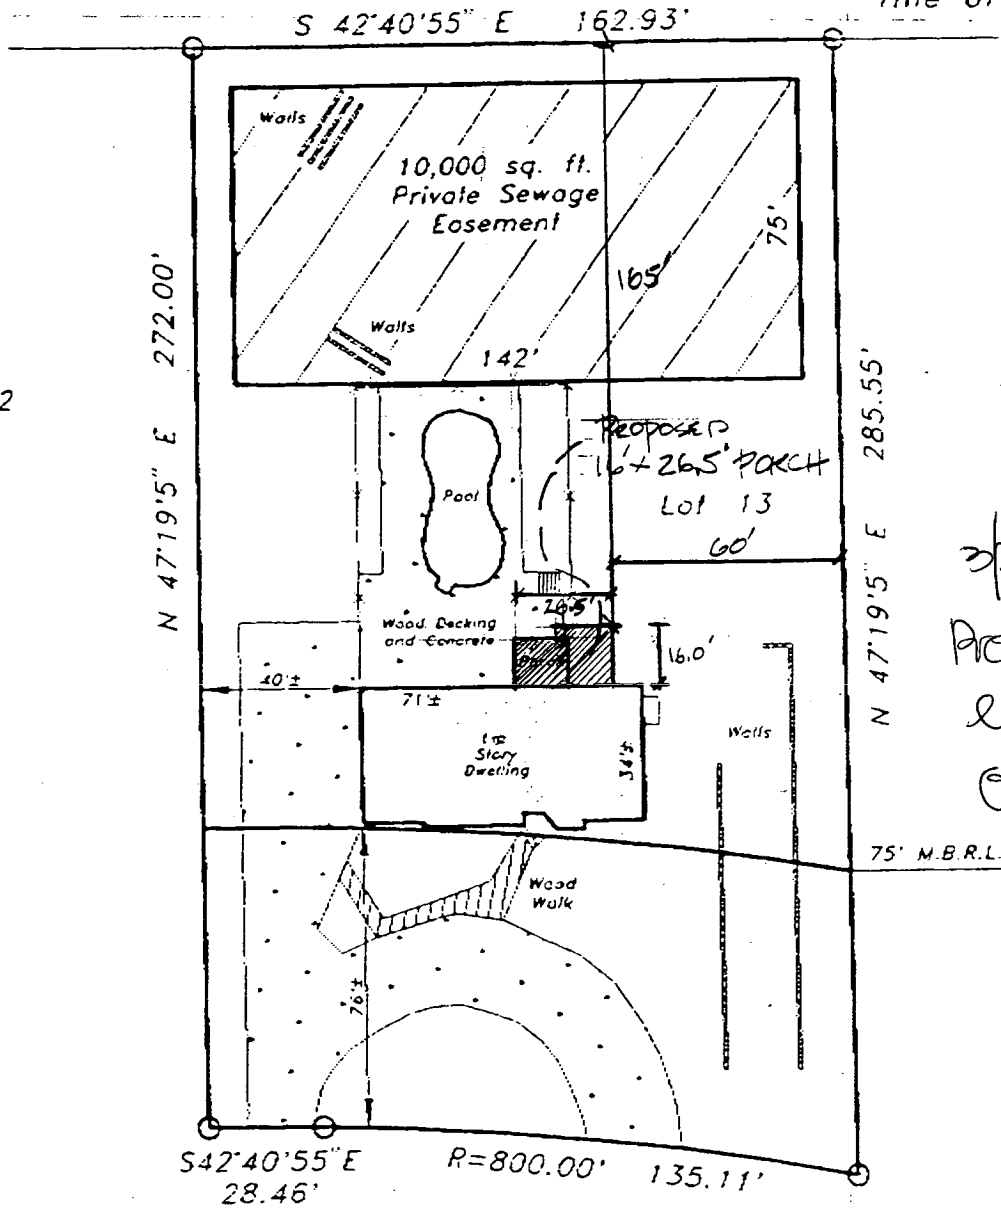 S 42°40'55" E 162.93'
Walls
10,000 sq. ft.
Private Sewage
Easement
75'
165'
Walls
142'
N 47°19'5" E 272.00'
285.55'
N 47°19'5" E
2
Pool
PROPOSED
16' x 26.5' PORCH
Lot 13
60'
26.5'
Wood Decking
and Concrete
16.0'
40'±
71'±
Story
Dwelling
34'±
Walls
75' M.B.R.L.
Wood
Walk
76'±
S42°40'55"E
28.46'
R=800.00' 135.11'